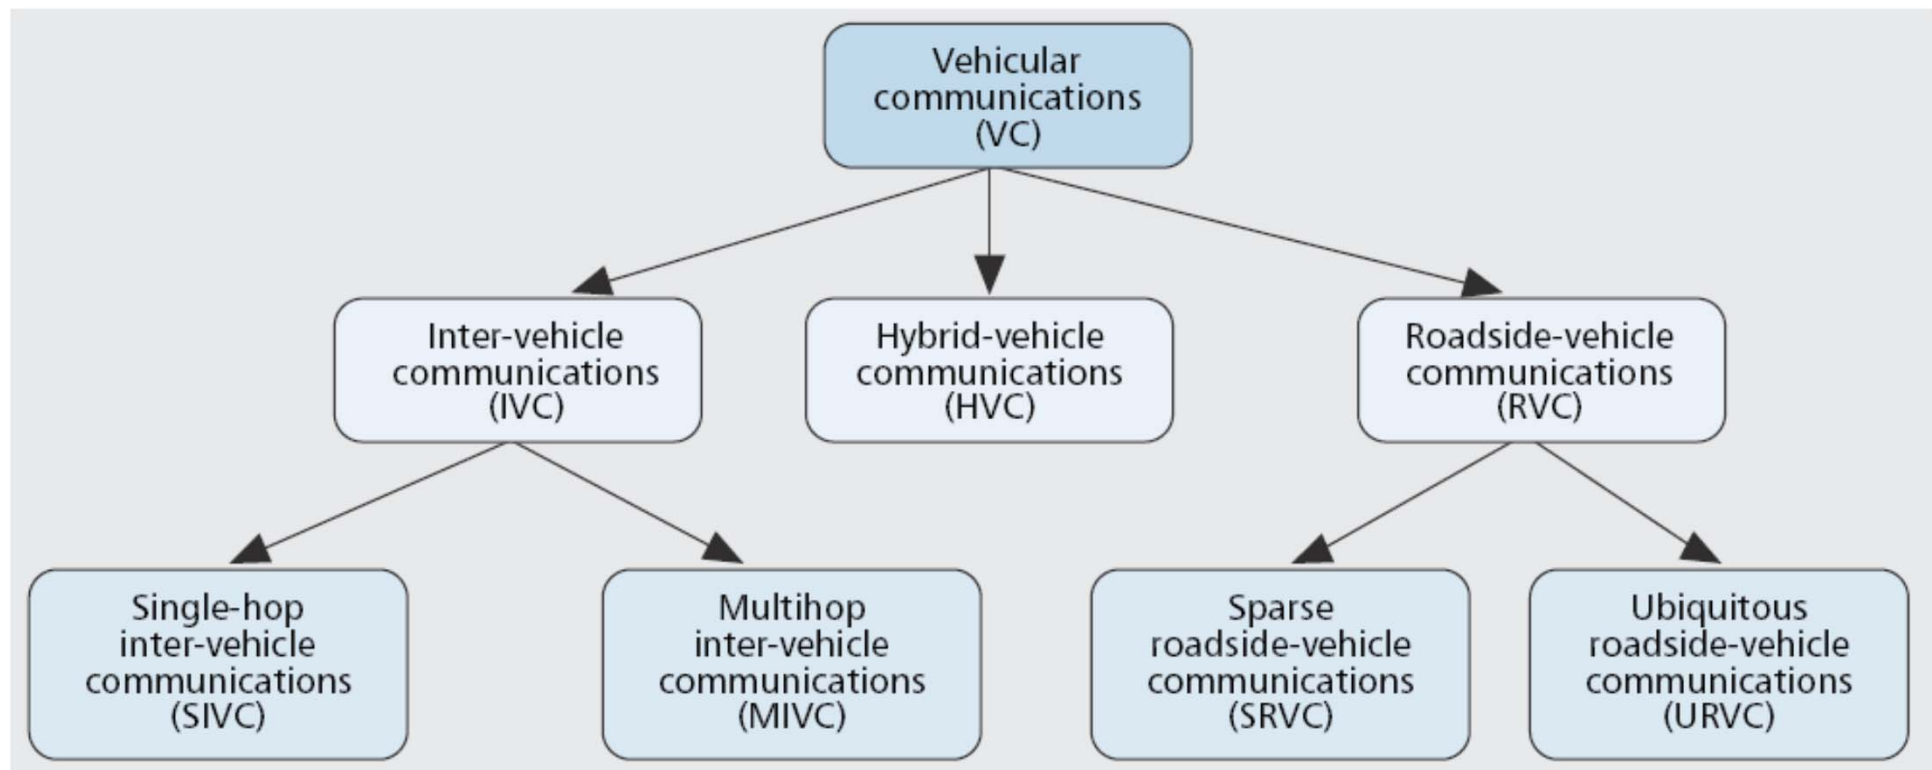 Vehicular
communications
(VC)
Inter-vehicle
communications
(IVC)
Hybrid-vehicle
communications
(HVC)
Roadside-vehicle
communications
(RVC)
Single-hop
inter-vehicle
communications
(SIVC)
Multihop
inter-vehicle
communications
(MIVC)
Sparse
roadside-vehicle
communications
(SRVC)
Ubiquitous
roadside-vehicle
communications
(URVC)